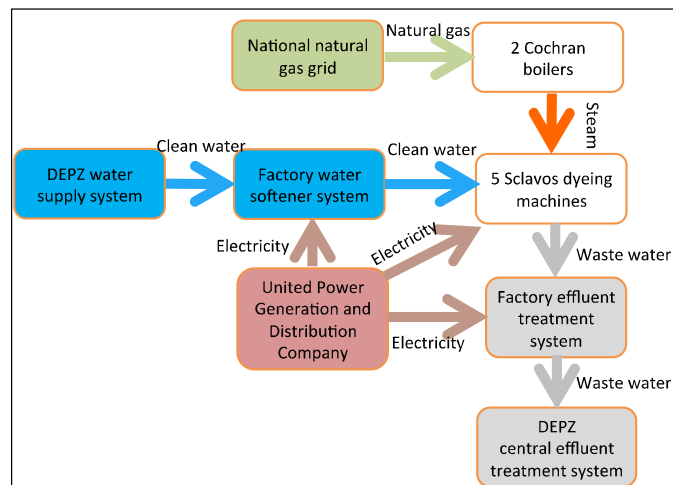 Natural gas
National natural
gas grid
2 Cochran
boilers
Steam
Clean water
Clean water
DEPZ water
supply system
Factory water
softener system
5 Sclavos dyeing
machines
Electricity
Electricity
Waste water
United Power
Generation and
Distribution
Company
Electricity
Factory effluent
treatment
system
Waste water
DEPZ
central effluent
treatment system